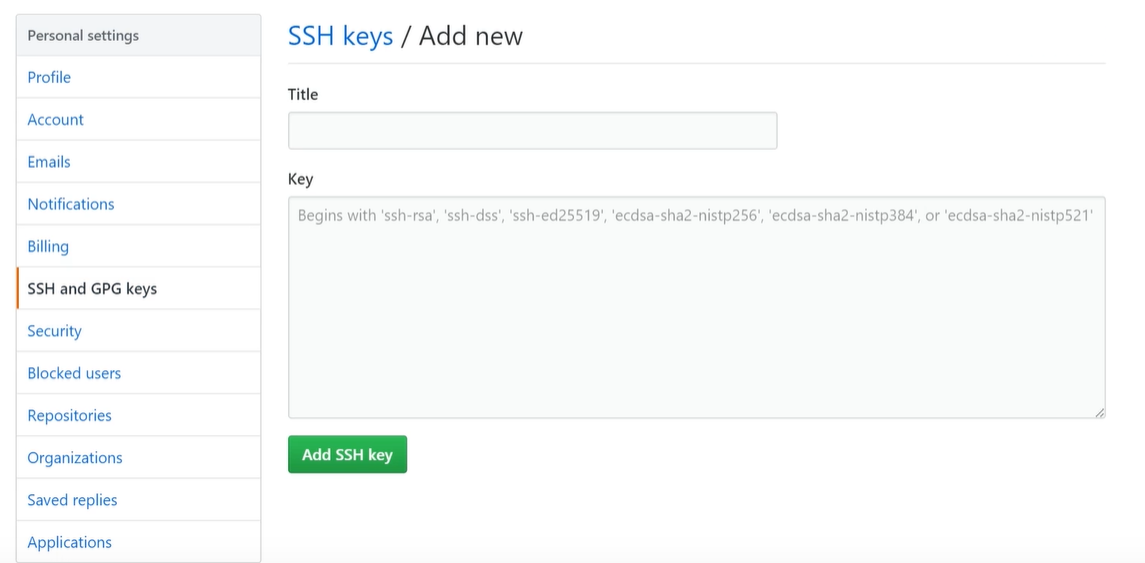 Personal settings
Profile
Account
Emails
Notifications
Billing
SSH and GPG keys
Security
Blocked users
Repositories
Organizations
Saved replies
Applications
SSH keys / Add new
Title
Key
Begins with 'ssh-rsa', 'ssh-dss', 'ssh-ed25519', 'ecdsa-sha2-nistp256', 'ecdsa-sha2-nistp384', or 'ecdsa-sha2-nistp521'
Add SSH key